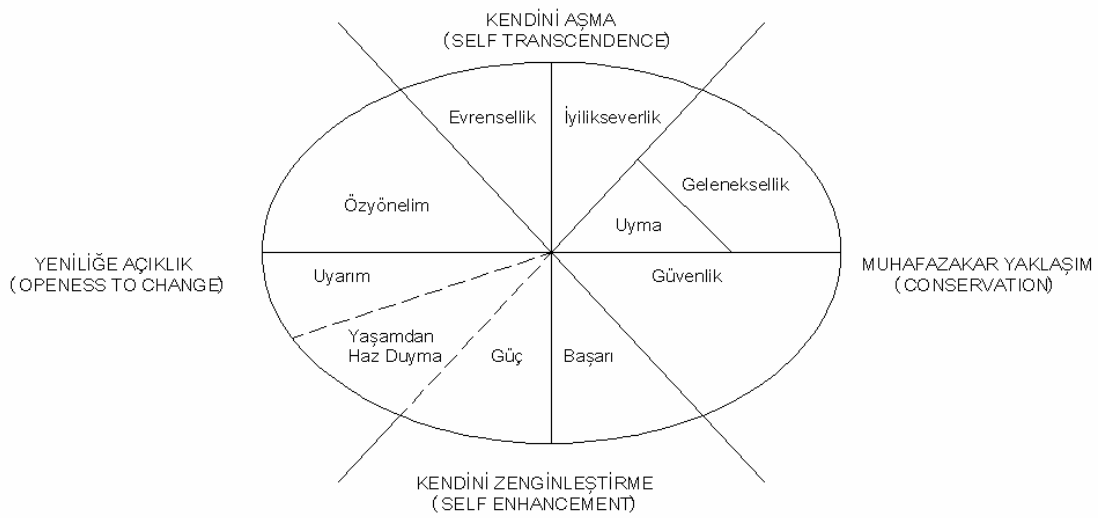 KENDİNİ AŞMA
(SELF TRANSCENDENCE)
Evrensellik
İyilikseverlik
Geleneksellik
Özyönelim
Uyma
YENİLİĞE AÇIKLIK
(OPENESS TO CHANGE)
Uyarım
Güvenlik
MUHAFAZAKAR YAKLAŞIM
(CONSERVATION)
Yaşamdan
Haz Duyma
Güç
Başarı
KENDİNİ ZENGİNLEŞTİRME
(SELF ENHANCEMENT)